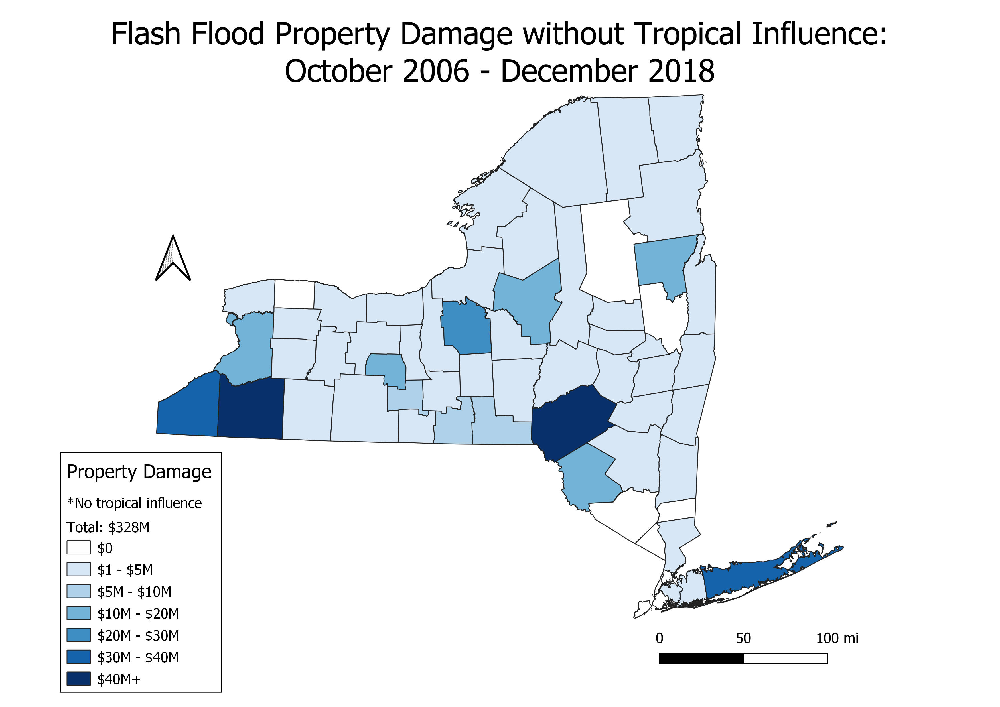 Flash Flood Property Damage without Tropical Influence:
October 2006 - December 2018
Property Damage
*No tropical influence
Total: $328M
$0
$1 - $5M
$5M - $10M
$10M - $20M
$20M - $30M
$30M - $40M
$40M+
0 50 100 mi